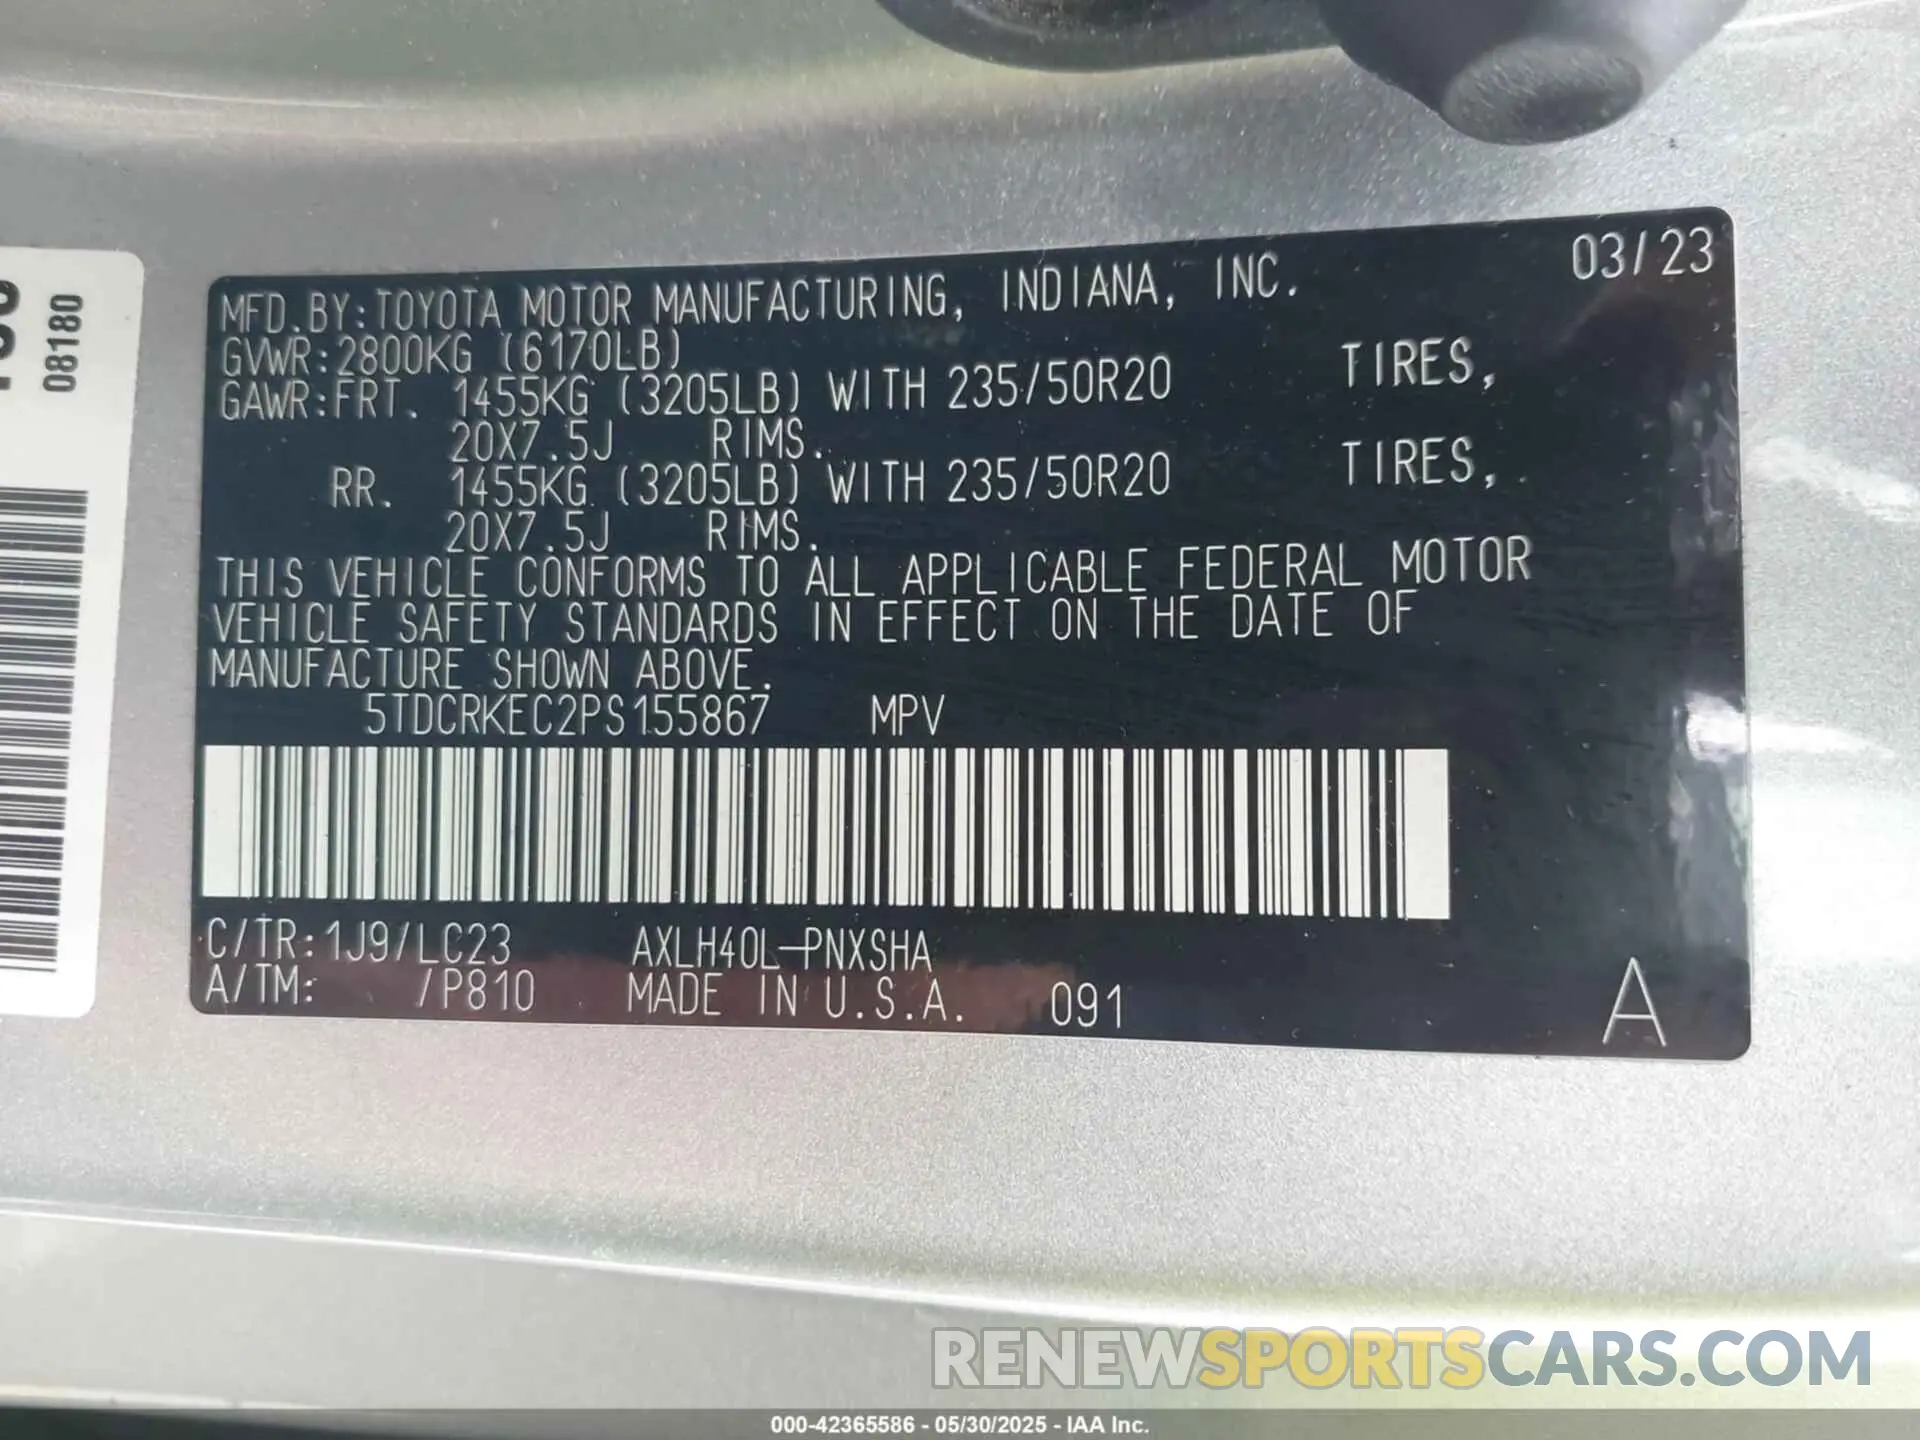 03/23
MFD.BY:TOYOTA MOTOR MANUFACTURING, INDIANA, INC.
GVWR:2800KG (6170LB)
GAWR:FRT. 1455KG (3205LB) WITH 235/50R20 TIRES,
20X7.5J RIMS.
RR. 1455KG (3205LB) WITH 235/50R20 TIRES,
20X7.5J RIMS.
THIS VEHICLE CONFORMS TO ALL APPLICABLE FEDERAL MOTOR
VEHICLE SAFETY STANDARDS IN EFFECT ON THE DATE OF
MANUFACTURE SHOWN ABOVE.
5TDCRKEC2PS155867 MPV
C/TR:1J9/LC23 AXLH40L-PNXSHA
A/TM: /P810 MADE IN U.S.A. 091 A
08180
RENEWSPORTSCARS.COM
000-42365586 - 05/30/2025 - IAA Inc.